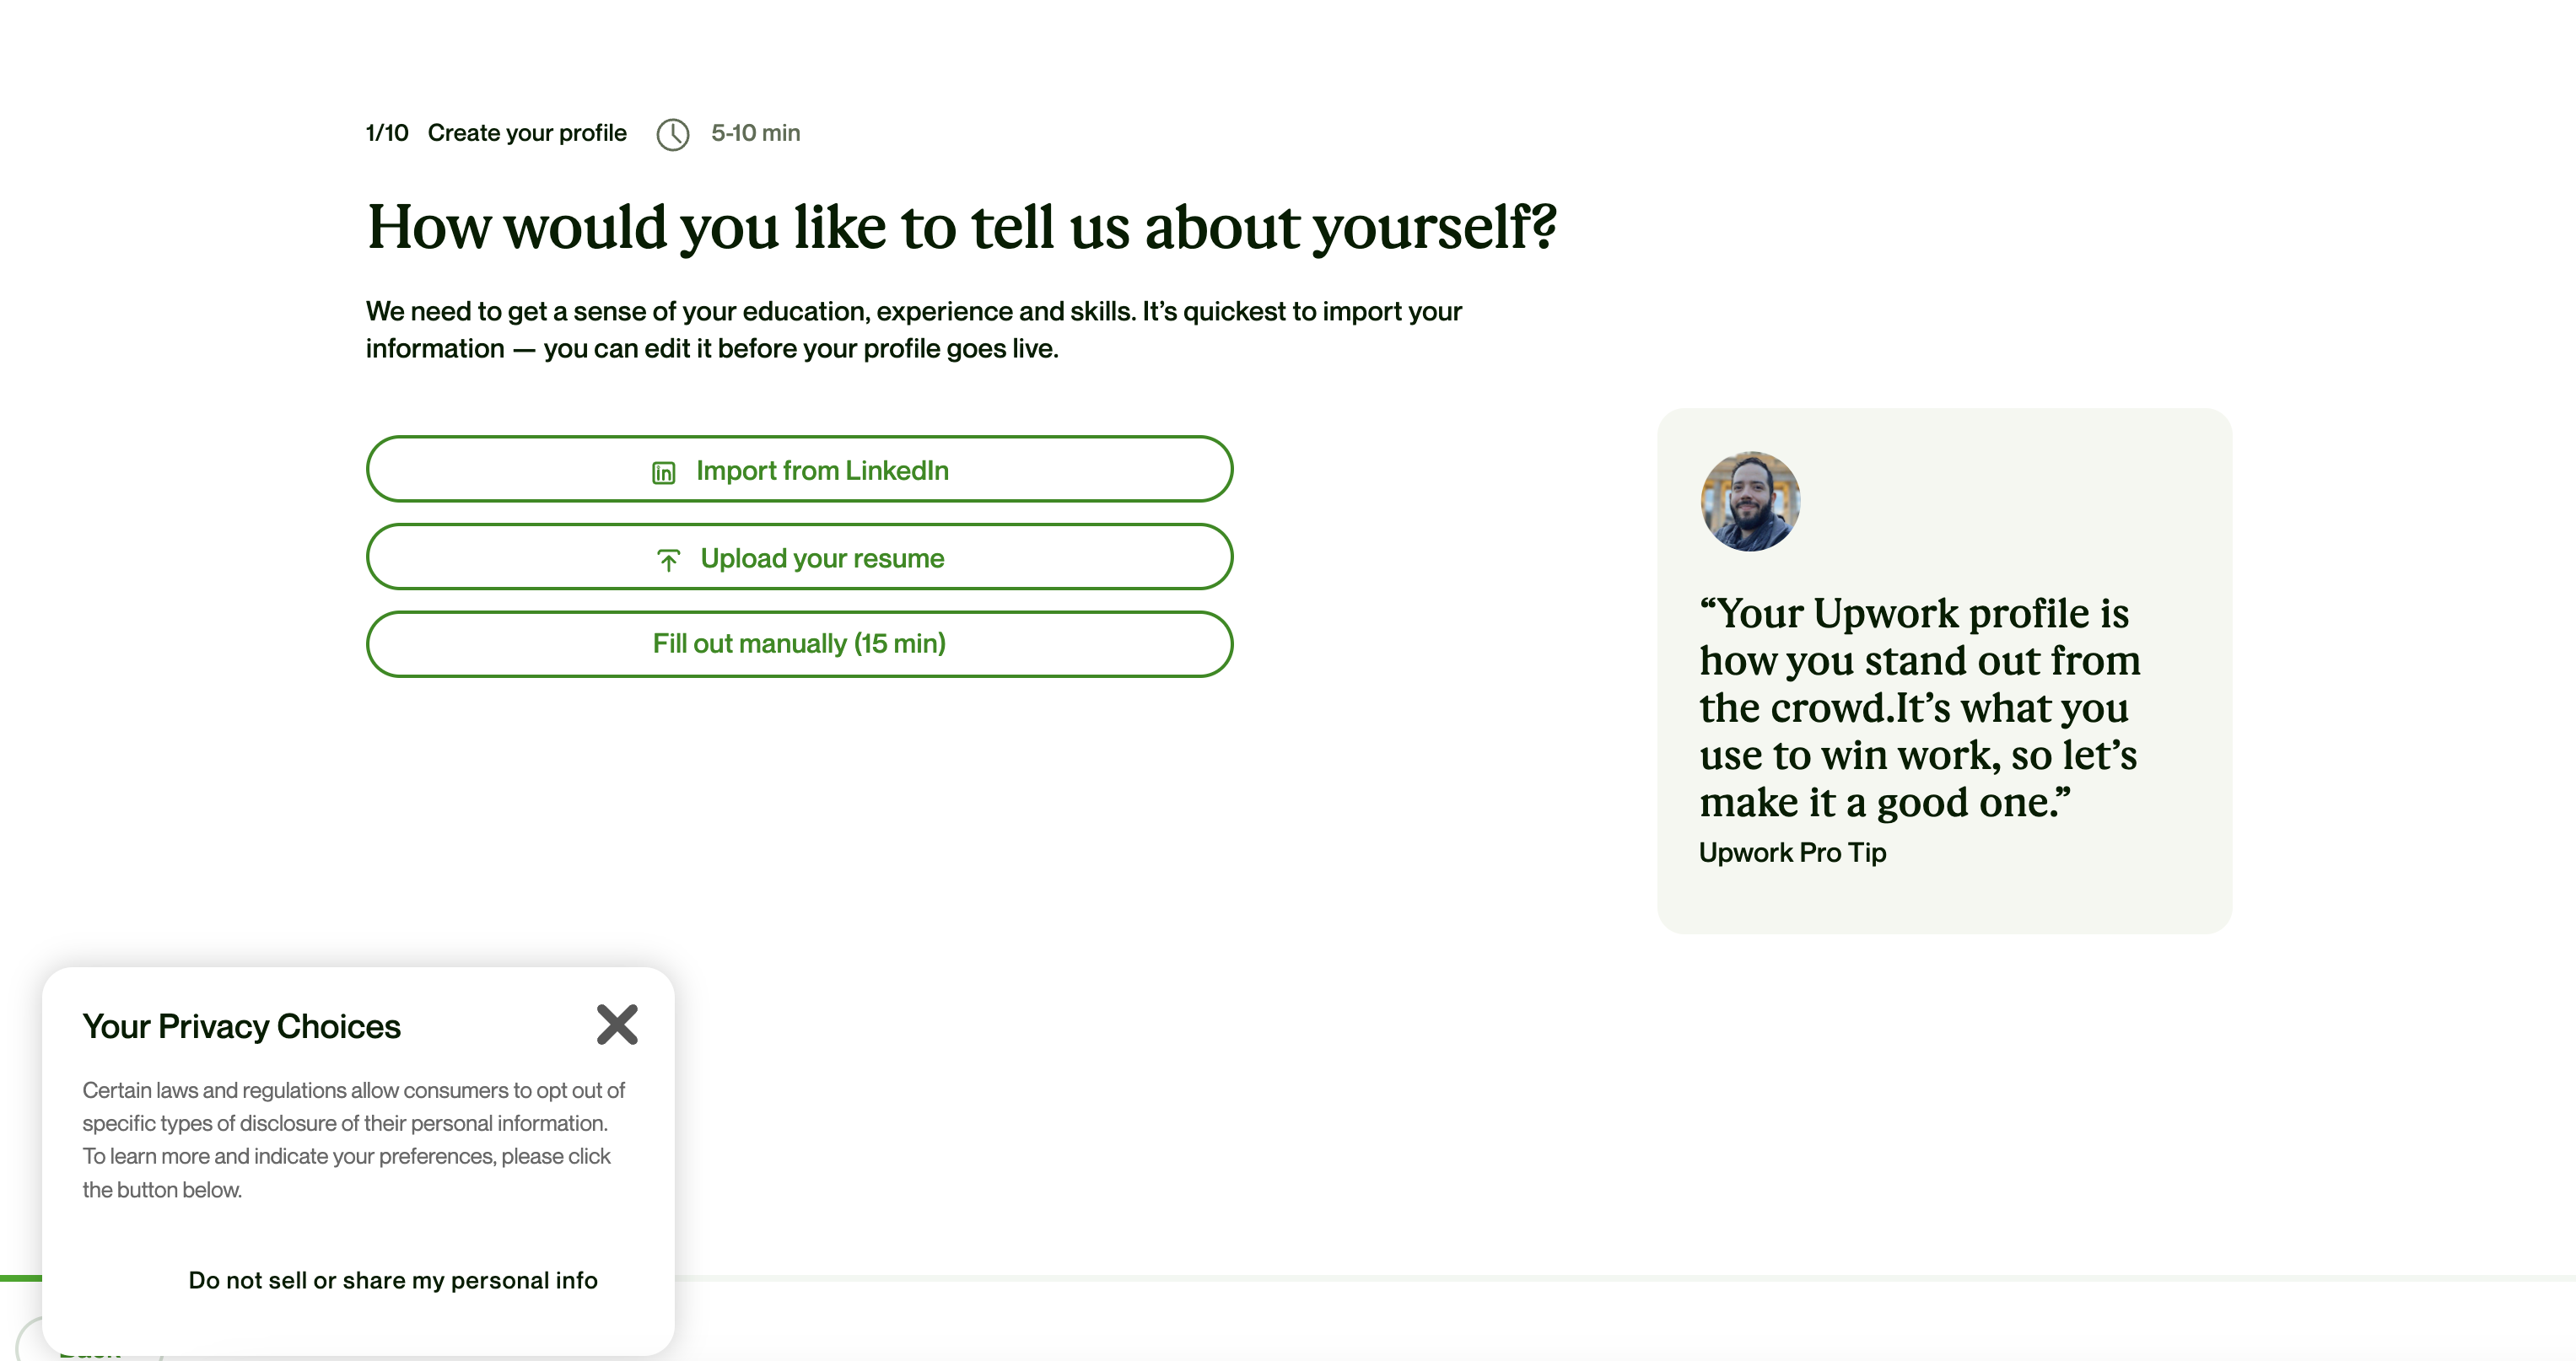 1/10 Create your profile 5-10 min
How would you like to tell us about yourself?
We need to get a sense of your education, experience and skills. It’s quickest to import your
information — you can edit it before your profile goes live.
Import from LinkedIn
Upload your resume
Fill out manually (15 min)
“Your Upwork profile is
how you stand out from
the crowd.It’s what you
use to win work, so let’s
make it a good one.”
Upwork Pro Tip
Your Privacy Choices
Certain laws and regulations allow consumers to opt out of
specific types of disclosure of their personal information.
To learn more and indicate your preferences, please click
the button below.
Do not sell or share my personal info